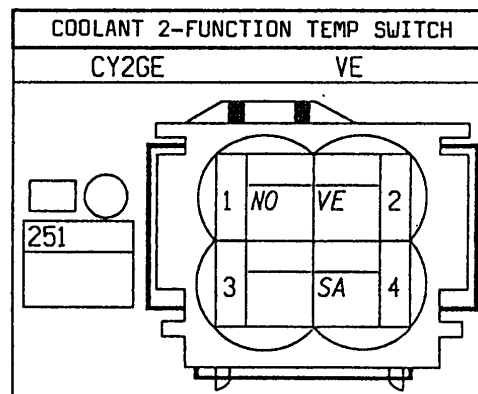 COOLANT 2-FUNCTION TEMP SWITCH
CY2GE VE
251
1 NO VE 2
3 SA 4